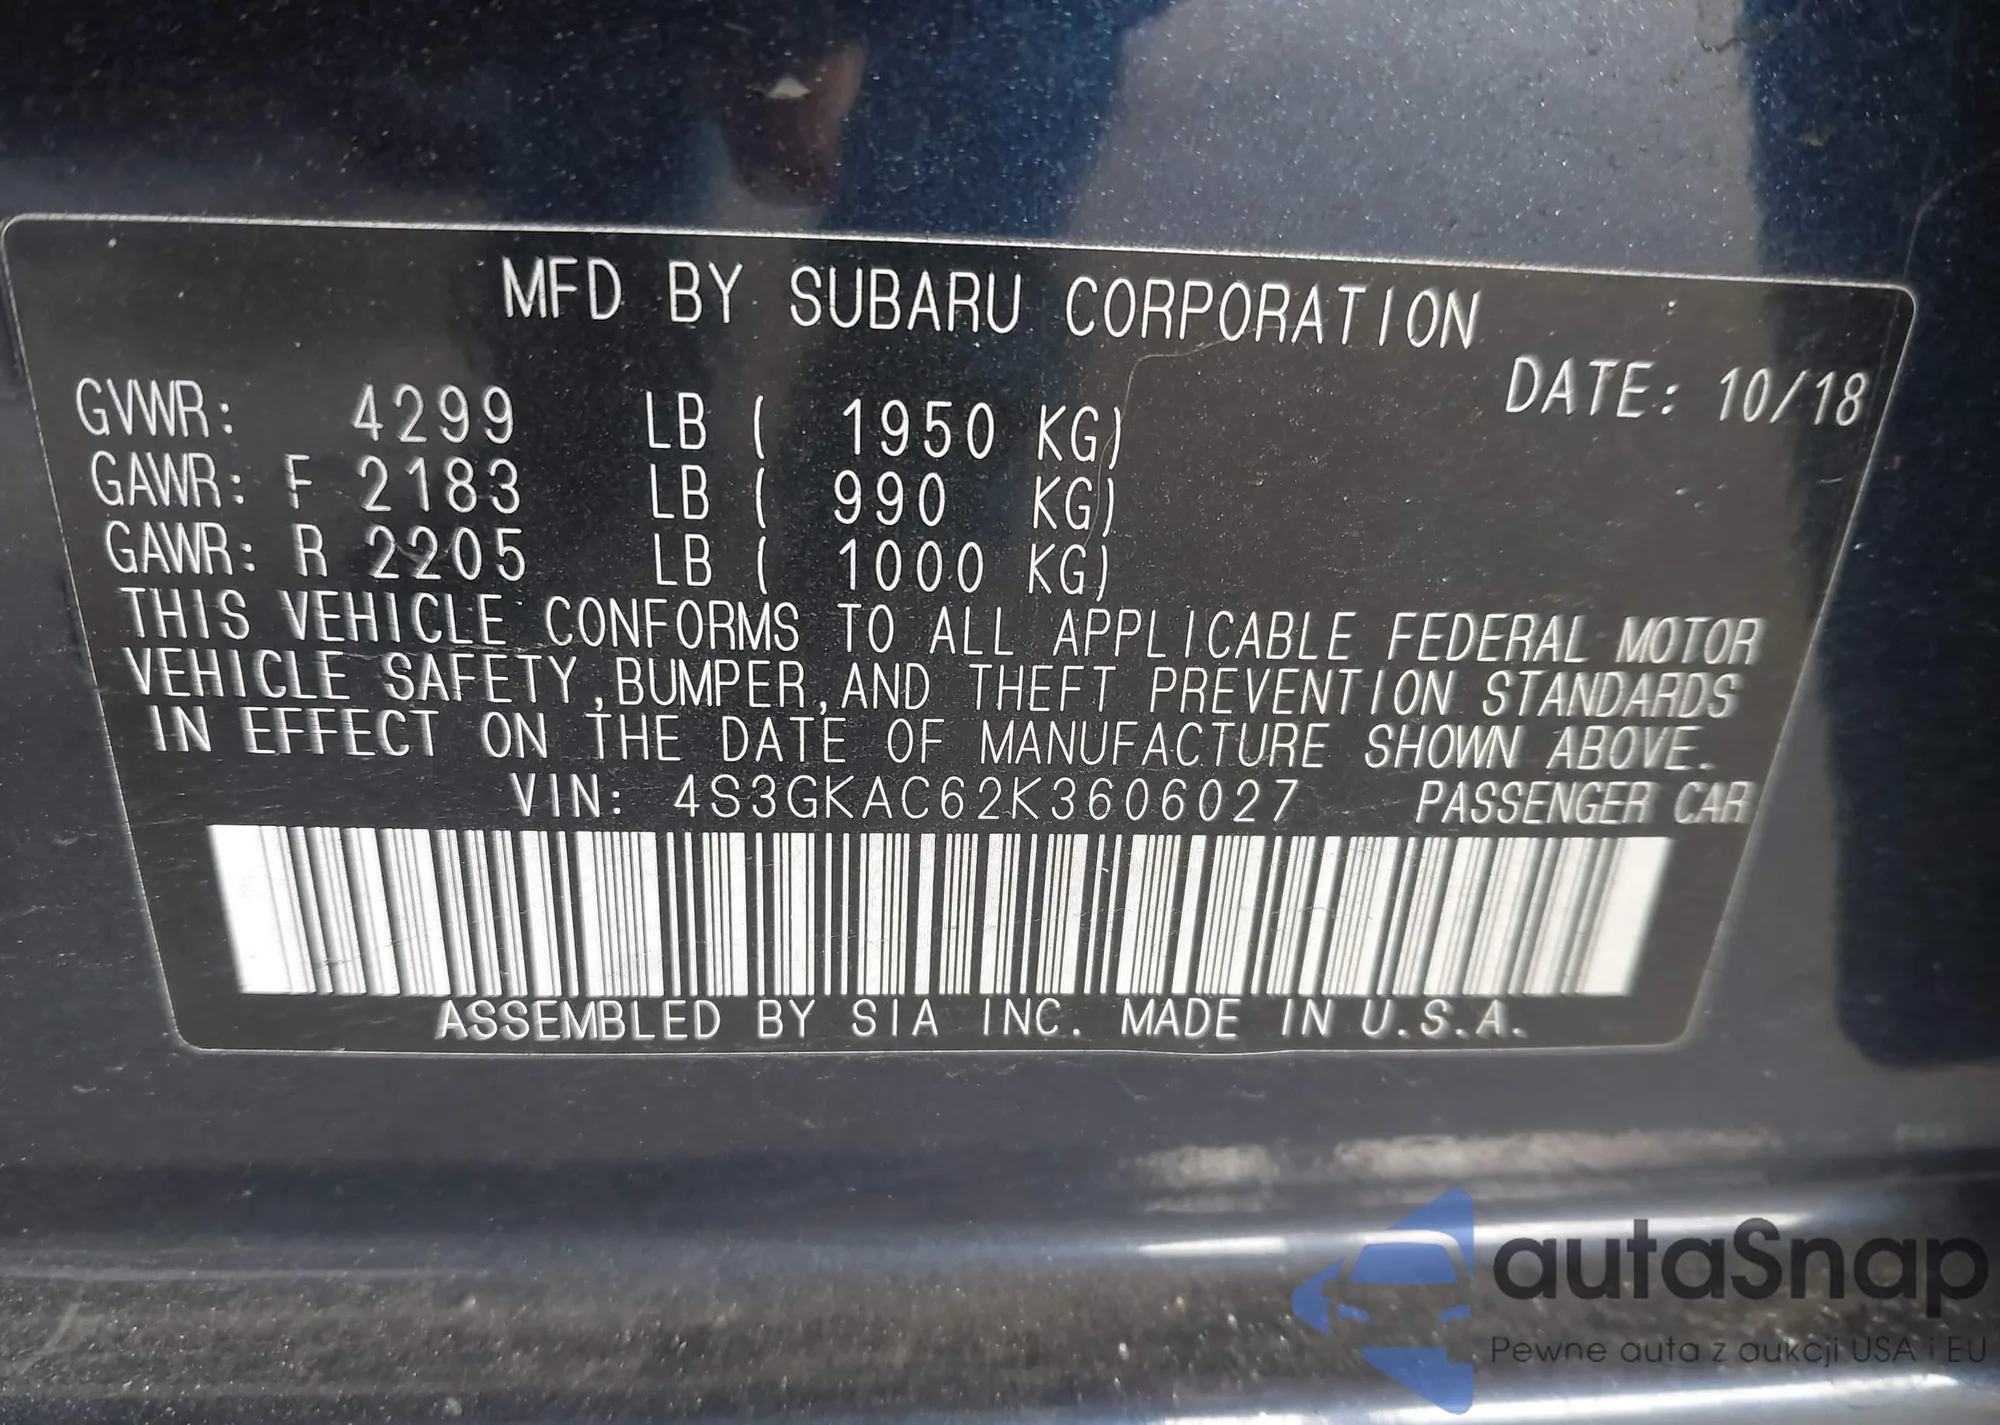 MFD BY SUBARU CORPORATION
DATE: 10/18
GVWR: 4299 LB ( 1950 KG)
GAWR: F 2183 LB ( 990 KG)
GAWR: R 2205 LB ( 1000 KG)
THIS VEHICLE CONFORMS TO ALL APPLICABLE FEDERAL MOTOR
VEHICLE SAFETY,BUMPER,AND THEFT PREVENTION STANDARDS
IN EFFECT ON THE DATE OF MANUFACTURE SHOWN ABOVE.
VIN: 4S3GKAC62K3606027 PASSENGER CAR
ASSEMBLED BY SIA INC. MADE IN U.S.A.
autaSnap
Pewne auta z aukcji USA i EU